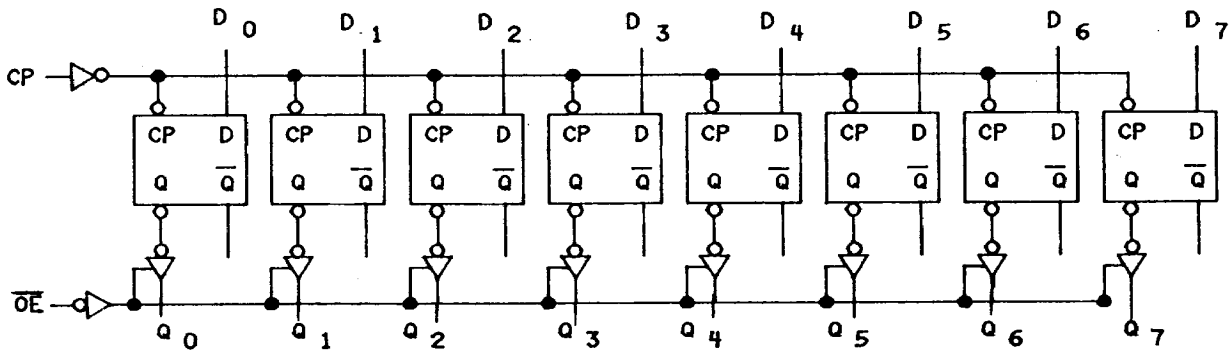 D0 D1 D2 D3 D4 D5 D6 D7
CP
CP D CP D CP D CP D CP D CP D CP D CP D
Q Q̅ Q Q̅ Q Q̅ Q Q̅ Q Q̅ Q Q̅ Q Q̅ Q Q̅
O̅E̅
Q0 Q1 Q2 Q3 Q4 Q5 Q6 Q7